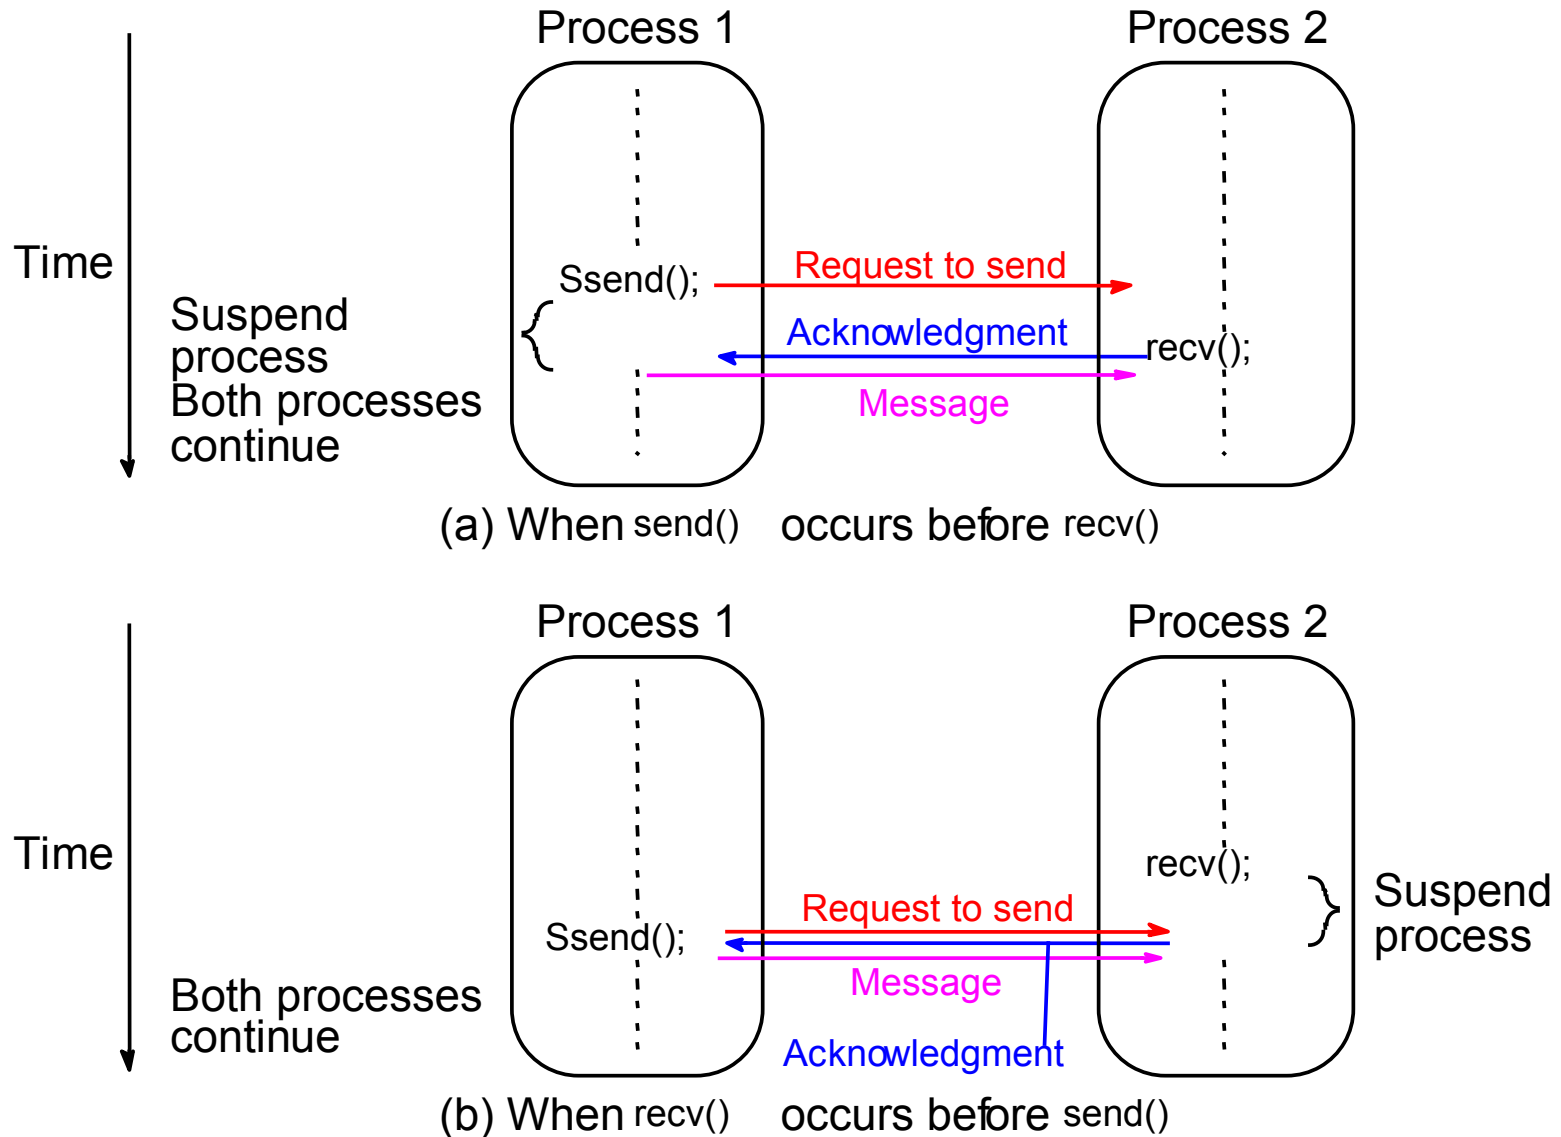 Process 1
Process 2
Time
Ssend();
Request to send
Suspend
process
Acknowledgment
recv();
Both processes
continue
Message
(a) When send() occurs before recv()
Process 1
Process 2
Time
recv();
Suspend
process
Request to send
Ssend();
Message
Both processes
continue
Acknowledgment
(b) When recv() occurs before send()